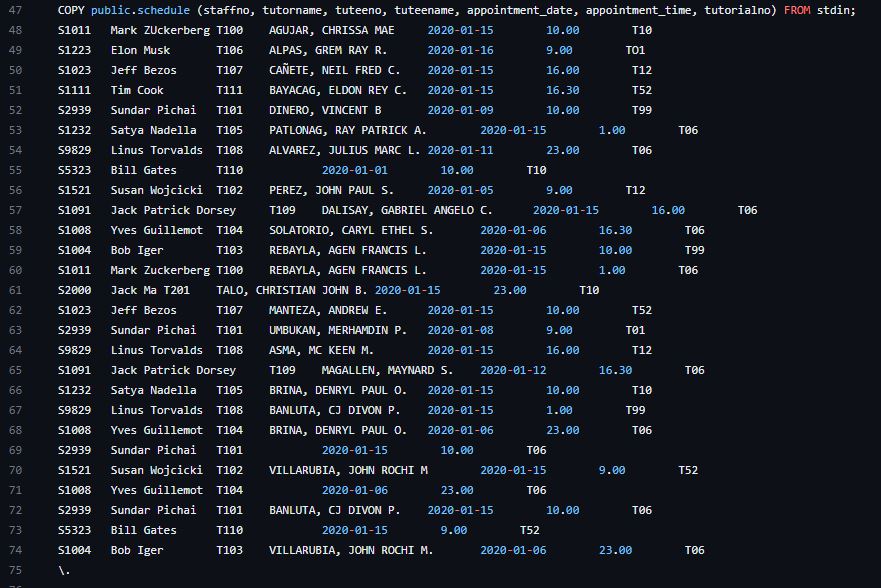 47 COPY public.schedule (staffno, tutorname, tuteeno, tuteename, appointment_date, appointment_time, tutorialno) FROM stdin;
48 S1011 Mark ZUckerberg T100 AGUJAR, CHRISSA MAE 2020-01-15 10.00 T10
49 S1223 Elon Musk T106 ALPAS, GREM RAY R. 2020-01-16 9.00 TO1
50 S1023 Jeff Bezos T107 CAÑETE, NEIL FRED C. 2020-01-15 16.00 T12
51 S1111 Tim Cook T111 BAYACAG, ELDON REY C. 2020-01-15 16.30 T52
52 S2939 Sundar Pichai T101 DINERO, VINCENT B 2020-01-09 10.00 T99
53 S1232 Satya Nadella T105 PATLONAG, RAY PATRICK A. 2020-01-15 1.00 T06
54 S9829 Linus Torvalds T108 ALVAREZ, JULIUS MARC L. 2020-01-11 23.00 T06
55 S5323 Bill Gates T110 2020-01-01 10.00 T10
56 S1521 Susan Wojcicki T102 PEREZ, JOHN PAUL S. 2020-01-05 9.00 T12
57 S1091 Jack Patrick Dorsey T109 DALISAY, GABRIEL ANGELO C. 2020-01-15 16.00 T06
58 S1008 Yves Guillemot T104 SOLATORIO, CARYL ETHEL S. 2020-01-06 16.30 T06
59 S1004 Bob Iger T103 REBAYLA, AGEN FRANCIS L. 2020-01-15 10.00 T99
60 S1011 Mark Zuckerberg T100 REBAYLA, AGEN FRANCIS L. 2020-01-15 1.00 T06
61 S2000 Jack Ma T201 TALO, CHRISTIAN JOHN B. 2020-01-15 23.00 T10
62 S1023 Jeff Bezos T107 MANTEZA, ANDREW E. 2020-01-15 10.00 T52
63 S2939 Sundar Pichai T101 UMBUKAN, MERHAMDIN P. 2020-01-08 9.00 T01
64 S9829 Linus Torvalds T108 ASMA, MC KEEN M. 2020-01-15 16.00 T12
65 S1091 Jack Patrick Dorsey T109 MAGALLEN, MAYNARD S. 2020-01-12 16.30 T06
66 S1232 Satya Nadella T105 BRINA, DENRYL PAUL O. 2020-01-15 10.00 T10
67 S9829 Linus Torvalds T108 BANLUTA, CJ DIVON P. 2020-01-15 1.00 T99
68 S1008 Yves Guillemot T104 BRINA, DENRYL PAUL O. 2020-01-06 23.00 T06
69 S2939 Sundar Pichai T101 2020-01-15 10.00 T06
70 S1521 Susan Wojcicki T102 VILLARUBIA, JOHN ROCHI M 2020-01-15 9.00 T52
71 S1008 Yves Guillemot T104 2020-01-06 23.00 T06
72 S2939 Sundar Pichai T101 BANLUTA, CJ DIVON P. 2020-01-15 10.00 T06
73 S5323 Bill Gates T110 2020-01-15 9.00 T52
74 S1004 Bob Iger T103 VILLARUBIA, JOHN ROCHI M. 2020-01-06 23.00 T06
75 \.